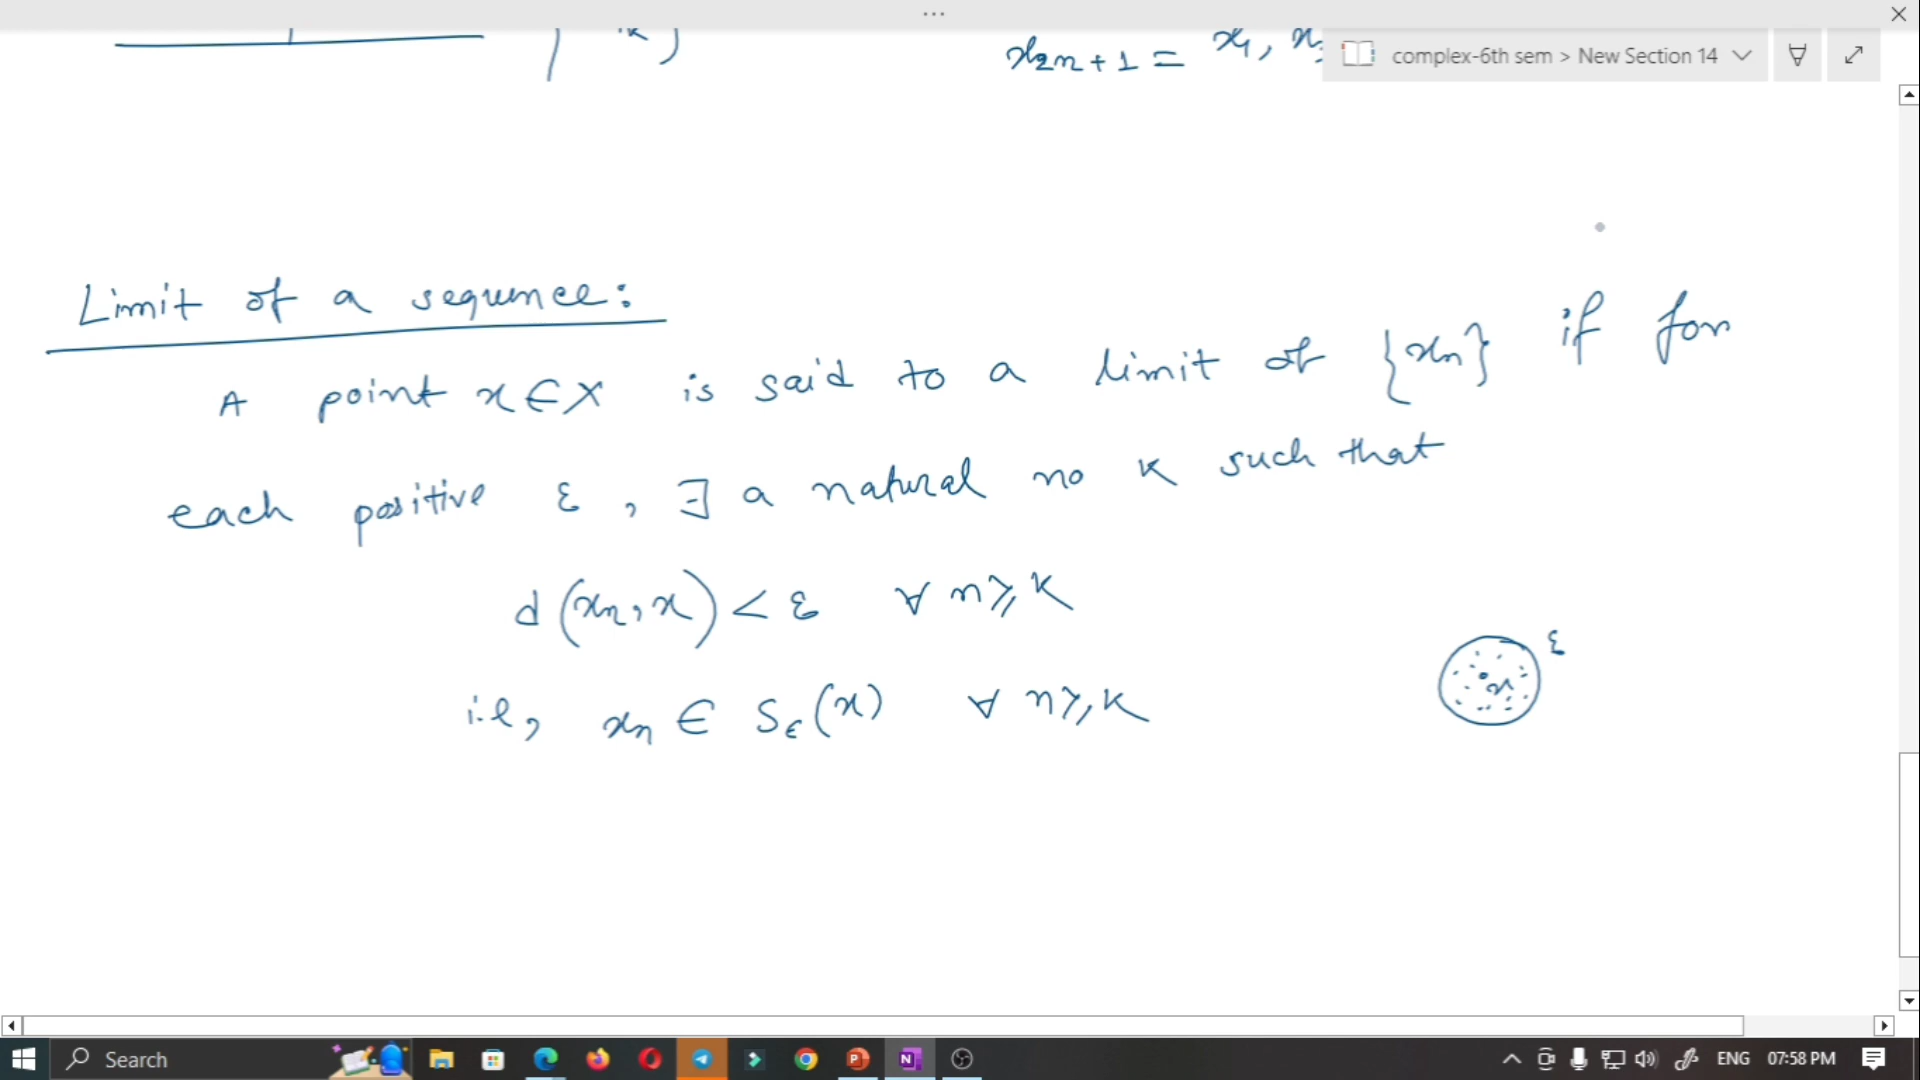 x2n+1 = x1, x3
complex-6th sem > New Section 14
Limit of a sequence:
A point x∈X is said to a limit of {xn} if for
each positive ε, ∃ a natural no k such that
d(xn, x) < ε ∀ n≥k
i.e, xn ∈ Sε(x) ∀ n≥k
ε
x
Search
ENG 07:58 PM